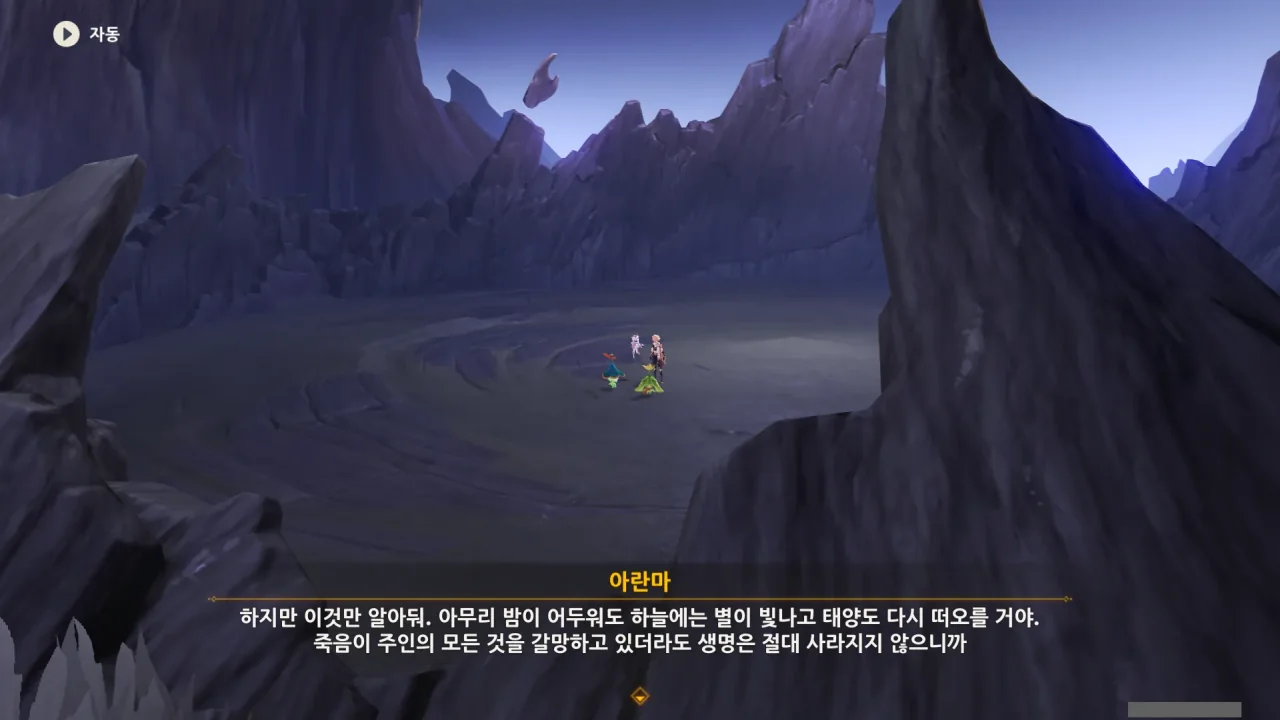 자동
아란마
하지만 이것만 알아둬. 아무리 밤이 어두워도 하늘에는 별이 빛나고 태양도 다시 떠오를 거야.
죽음이 주인의 모든 것을 갈망하고 있더라도 생명은 절대 사라지지 않으니까